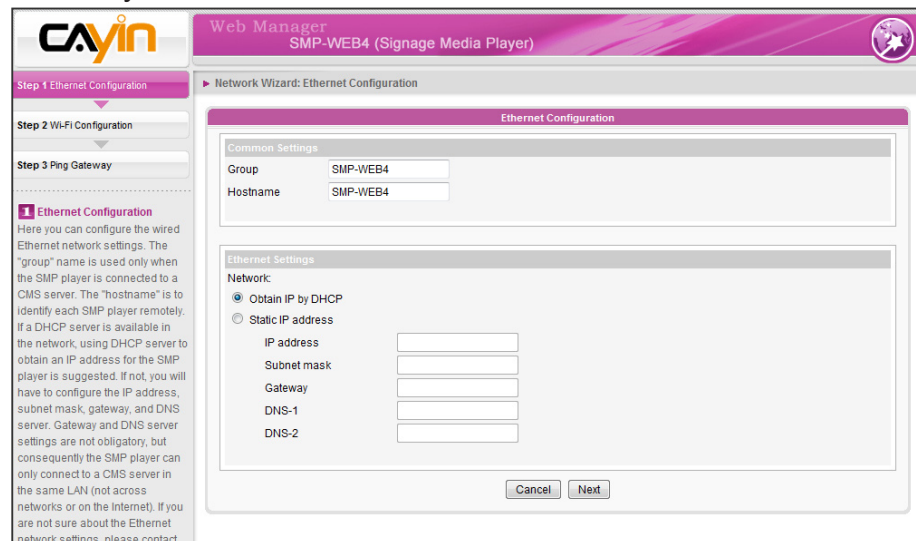 CAYIN
Web Manager
SMP-WEB4 (Signage Media Player)
Step 1 Ethernet Configuration
Step 2 Wi-Fi Configuration
Step 3 Ping Gateway
1 Ethernet Configuration
Here you can configure the wired
Ethernet network settings. The
"group" name is used only when
the SMP player is connected to a
CMS server. The "hostname" is to
identify each SMP player remotely.
If a DHCP server is available in
the network, using DHCP server to
obtain an IP address for the SMP
player is suggested. If not, you will
have to configure the IP address,
subnet mask, gateway, and DNS
server. Gateway and DNS server
settings are not obligatory, but
consequently the SMP player can
only connect to a CMS server in
the same LAN (not across
networks or on the Internet). If you
are not sure about the Ethernet
network settings, please contact
Network Wizard: Ethernet Configuration
Ethernet Configuration
Common Settings
Group SMP-WEB4
Hostname SMP-WEB4
Ethernet Settings
Network:
Obtain IP by DHCP
Static IP address
IP address
Subnet mask
Gateway
DNS-1
DNS-2
Cancel Next